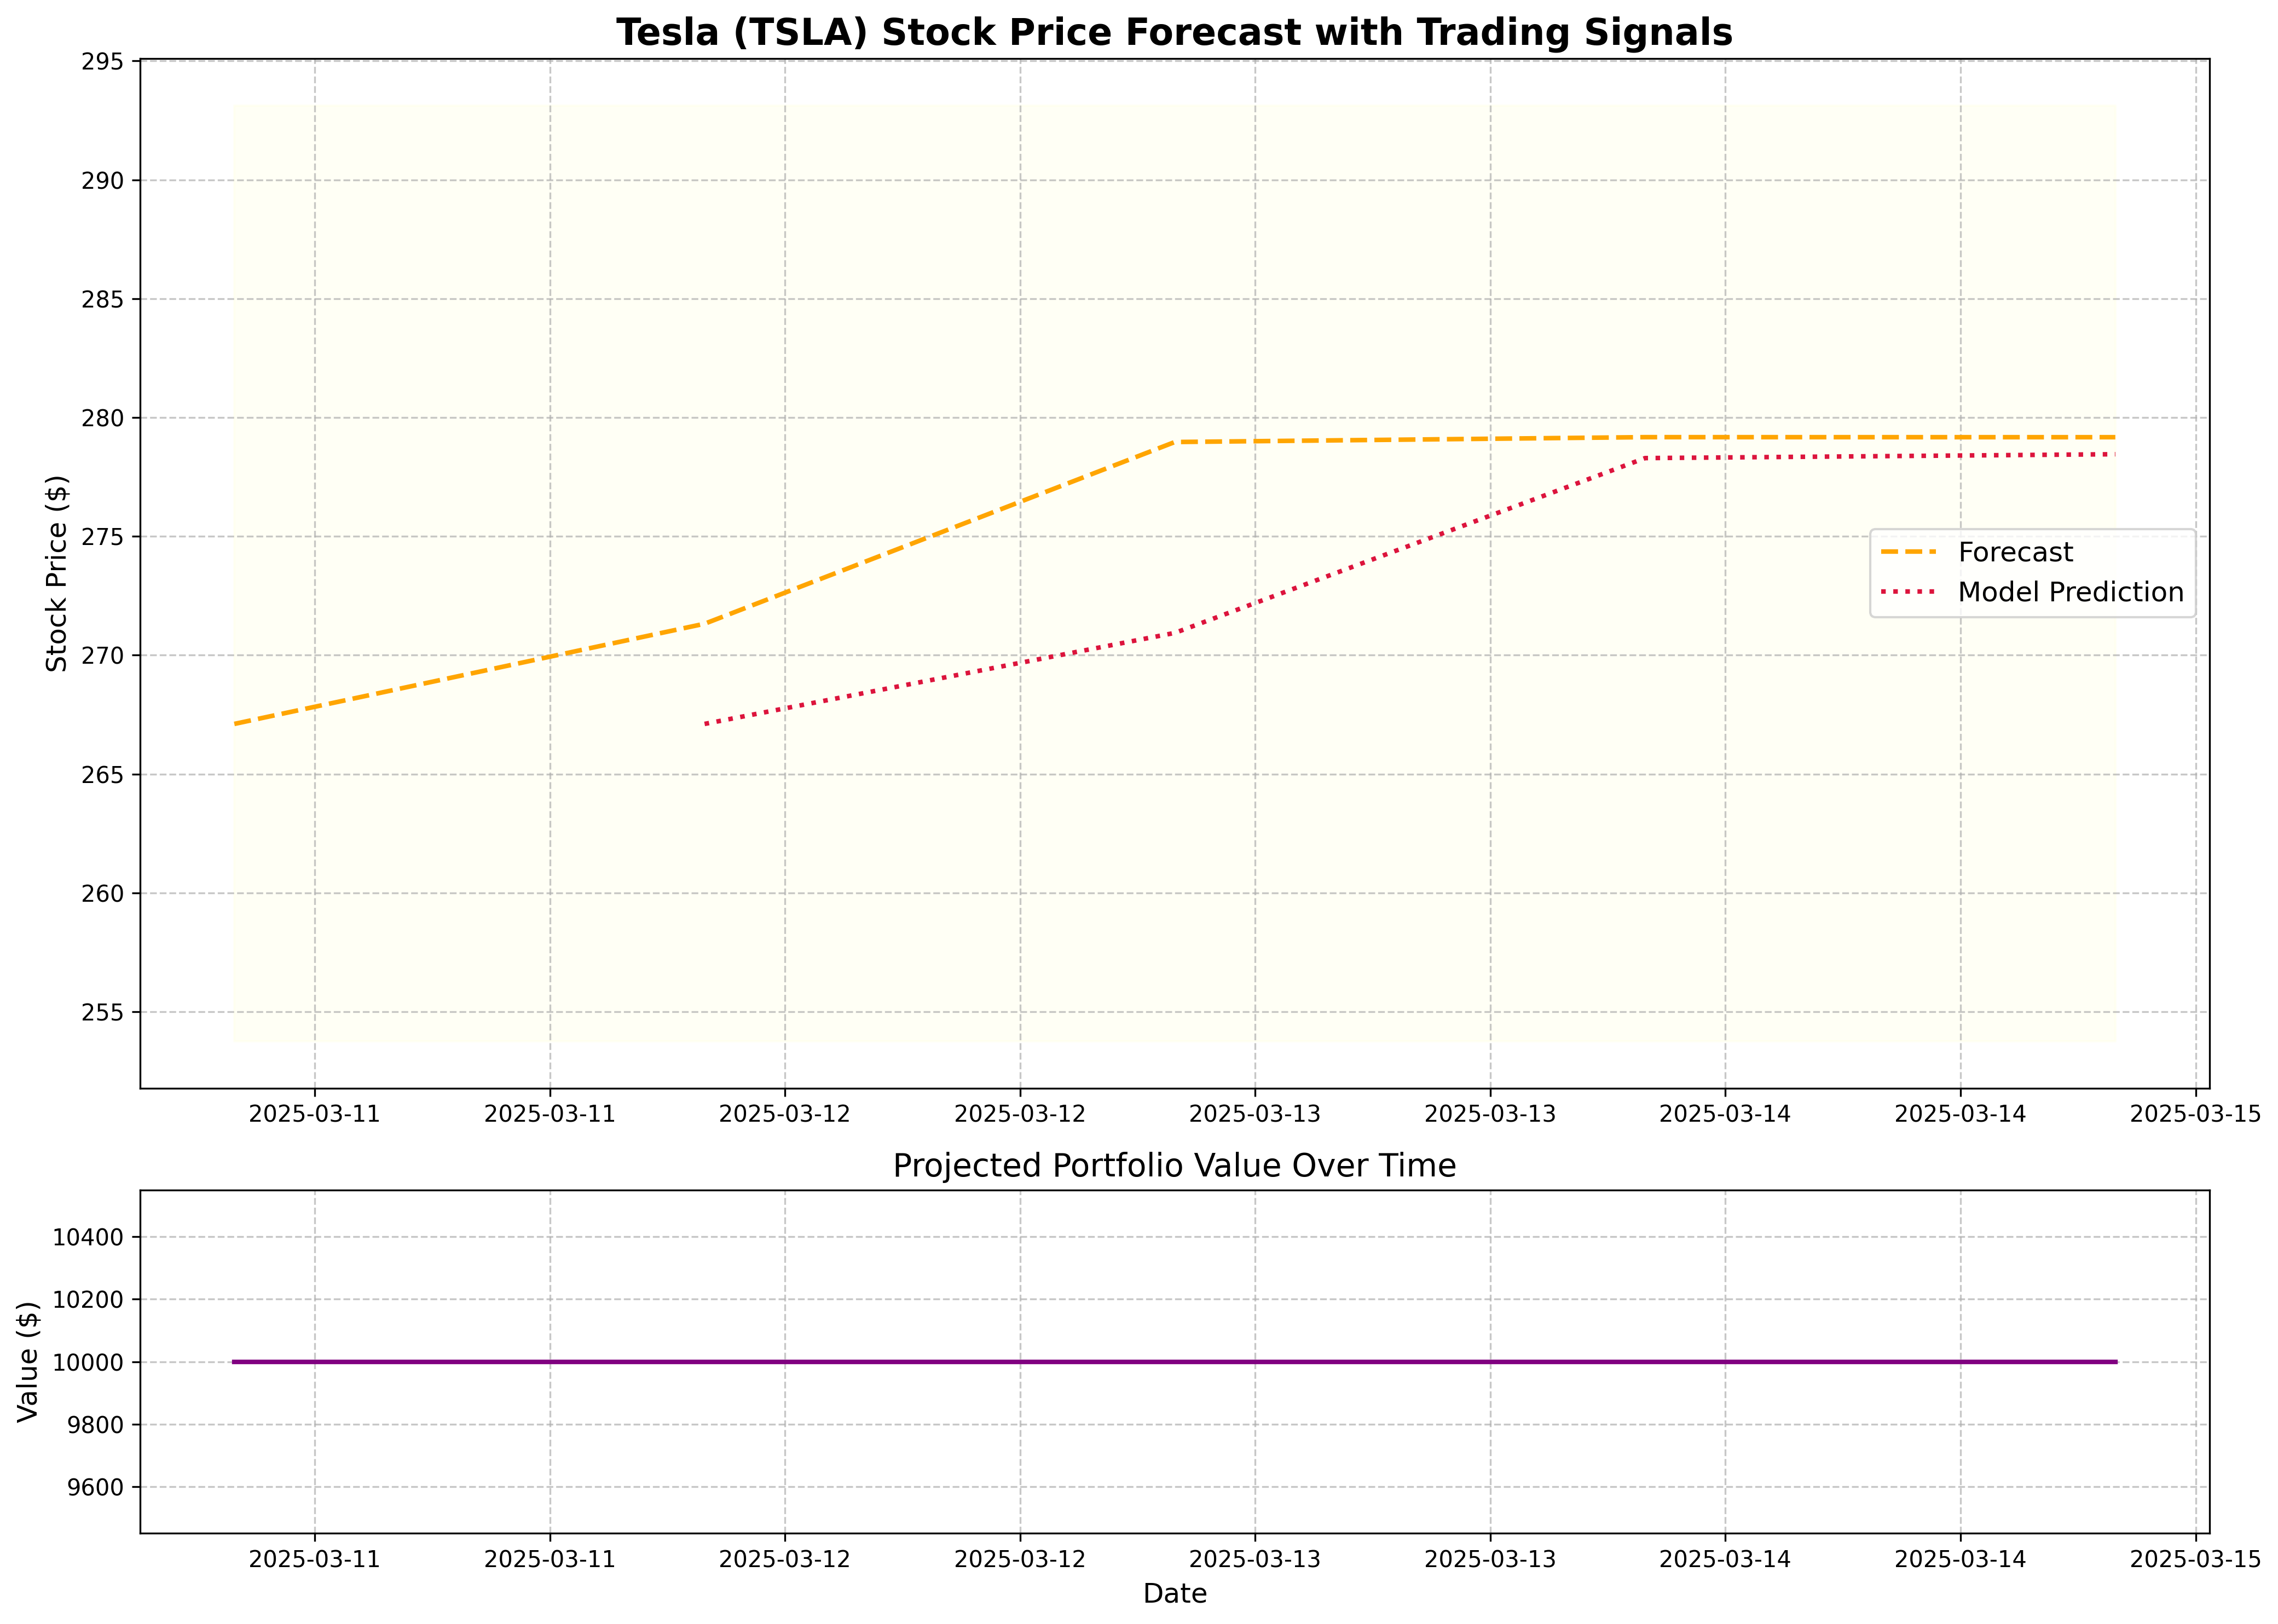 Tesla (TSLA) Stock Price Forecast with Trading Signals
295
290
285
280
275
270
265
260
255
Stock Price ($)
Forecast
Model Prediction
2025-03-11 2025-03-11 2025-03-12 2025-03-12 2025-03-13 2025-03-13 2025-03-14 2025-03-14 2025-03-15
Projected Portfolio Value Over Time
10400
10200
10000
9800
9600
Value ($)
2025-03-11 2025-03-11 2025-03-12 2025-03-12 2025-03-13 2025-03-13 2025-03-14 2025-03-14 2025-03-15
Date